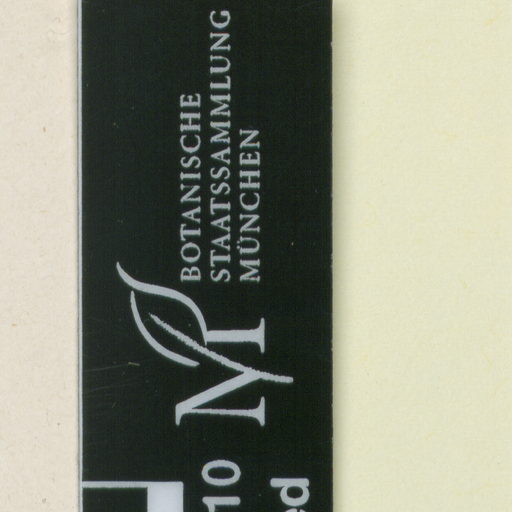 BOTANISCHE
STAATSSAMMLUNG
MÜNCHEN
M
10
ed